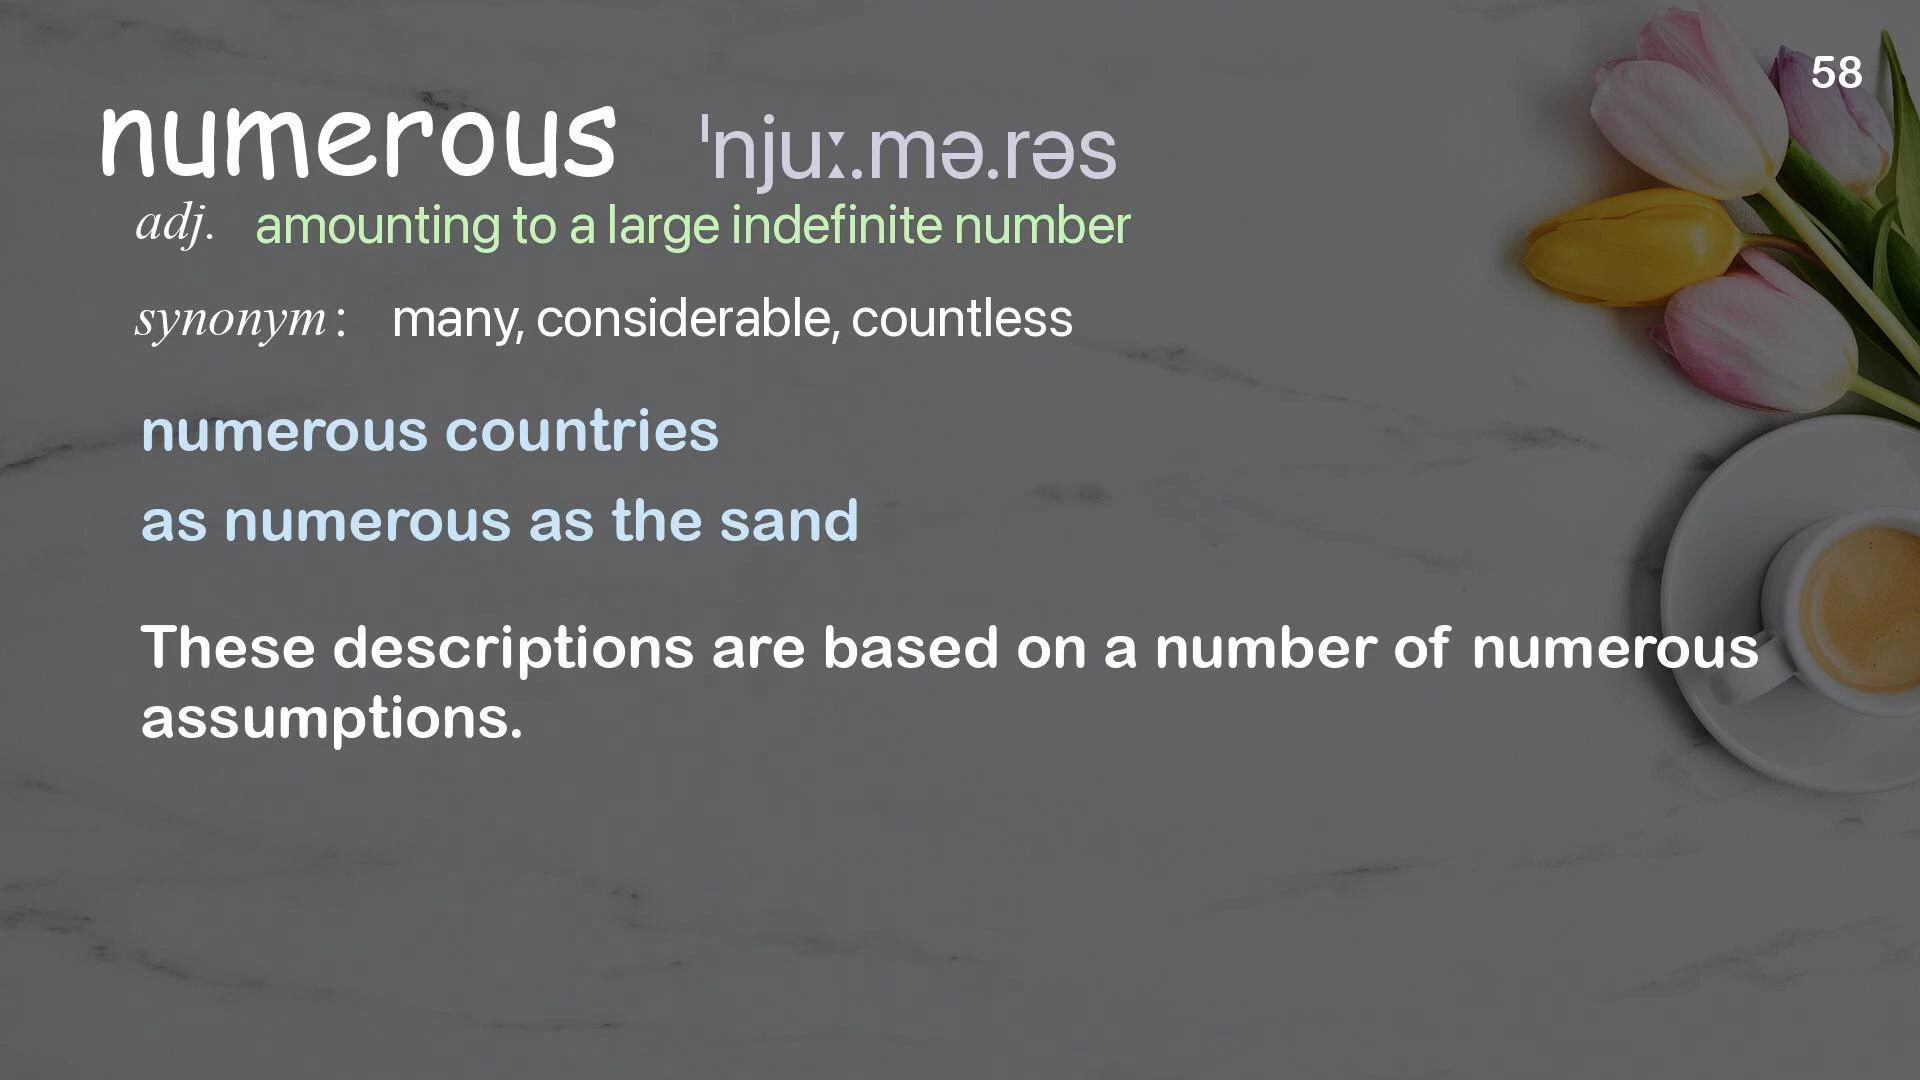 58
numerous ˈnjuː.mə.rəs
adj. amounting to a large indefinite number
synonym : many, considerable, countless
numerous countries
as numerous as the sand
These descriptions are based on a number of numerous
assumptions.